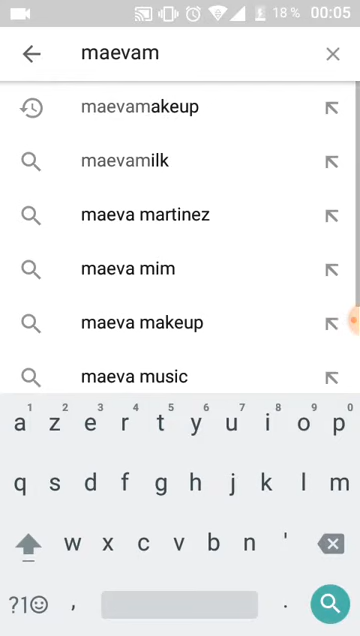 18 % 00:05
maevam
maevamakeup
maevamilk
maeva martinez
maeva mim
maeva makeup
maeva music
1 2 3 4 5 6 7 8 9 0
a z e r t y u i o p
q s d f g h j k l m
w x c v b n '
?1☺ , .